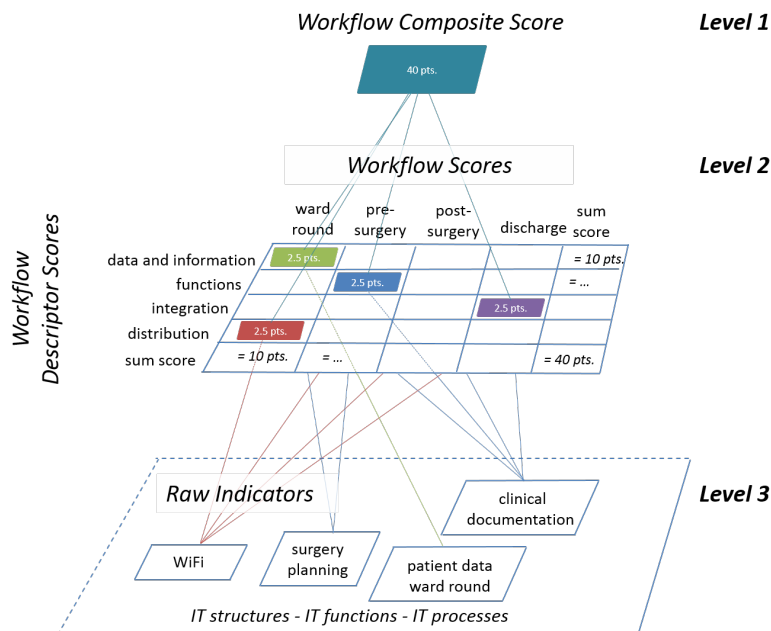 Workflow Composite Score
Level 1
40 pts.
Workflow Scores
Level 2
Workflow
Descriptor Scores
ward
round
pre-
surgery
post-
surgery
discharge
sum
score
data and information
2.5 pts.
= 10 pts.
functions
2.5 pts.
= ...
integration
2.5 pts.
distribution
2.5 pts.
sum score
= 10 pts.
= ...
= 40 pts.
Raw Indicators
Level 3
clinical
documentation
WiFi
surgery
planning
patient data
ward round
IT structures - IT functions - IT processes